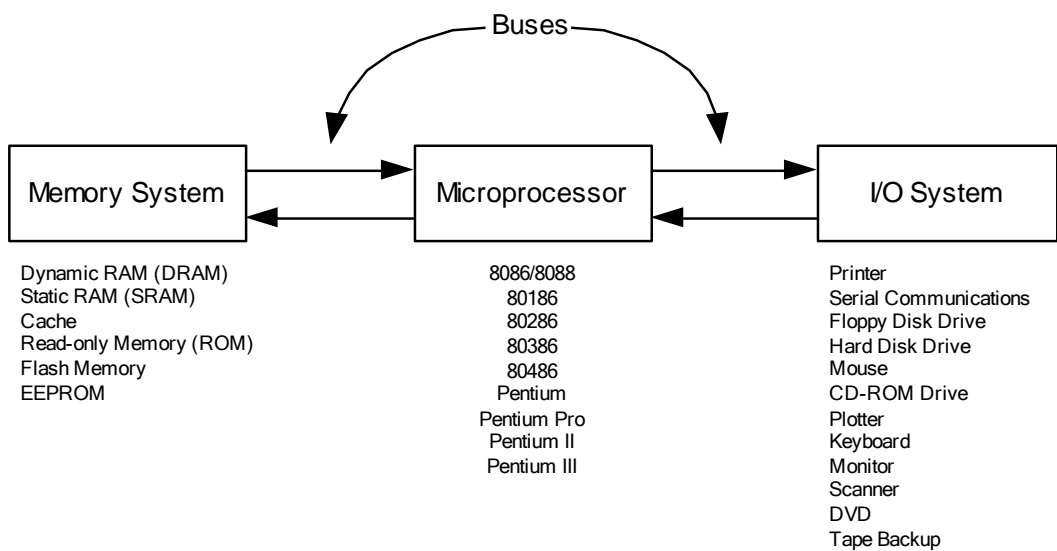 Buses
Memory System
Microprocessor
I/O System
Dynamic RAM (DRAM)
Static RAM (SRAM)
Cache
Read-only Memory (ROM)
Flash Memory
EEPROM
8086/8088
80186
80286
80386
80486
Pentium
Pentium Pro
Pentium II
Pentium III
Printer
Serial Communications
Floppy Disk Drive
Hard Disk Drive
Mouse
CD-ROM Drive
Plotter
Keyboard
Monitor
Scanner
DVD
Tape Backup